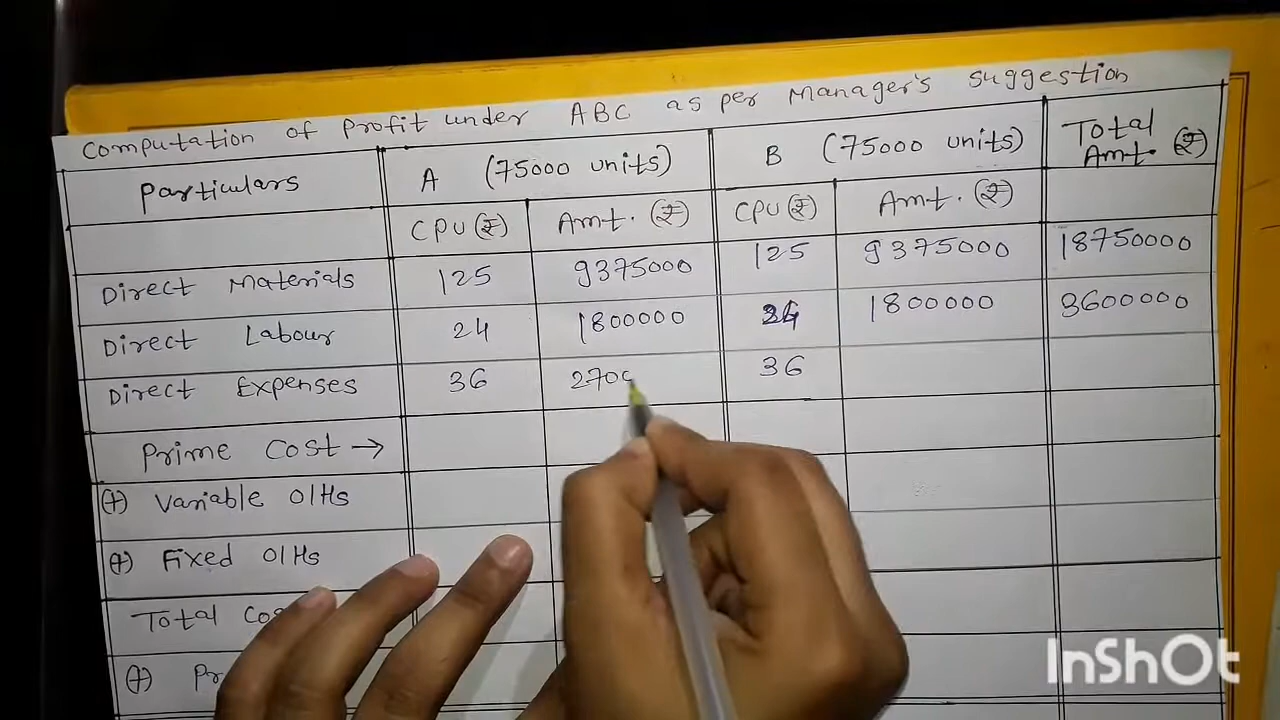 Computation of Profit under ABC as per Manager's suggestion
Particulars A (75000 units) B (75000 units) Total Amt. (₹)
CPU (₹) Amt. (₹) CPU (₹) Amt. (₹)
Direct Materials 125 9375000 125 9375000 18750000
Direct Labour 24 1800000 24 1800000 3600000
Direct Expenses 36 270 36
Prime Cost →
(+) Variable O/Hs
(+) Fixed O/Hs
Total
(+)
InShOt